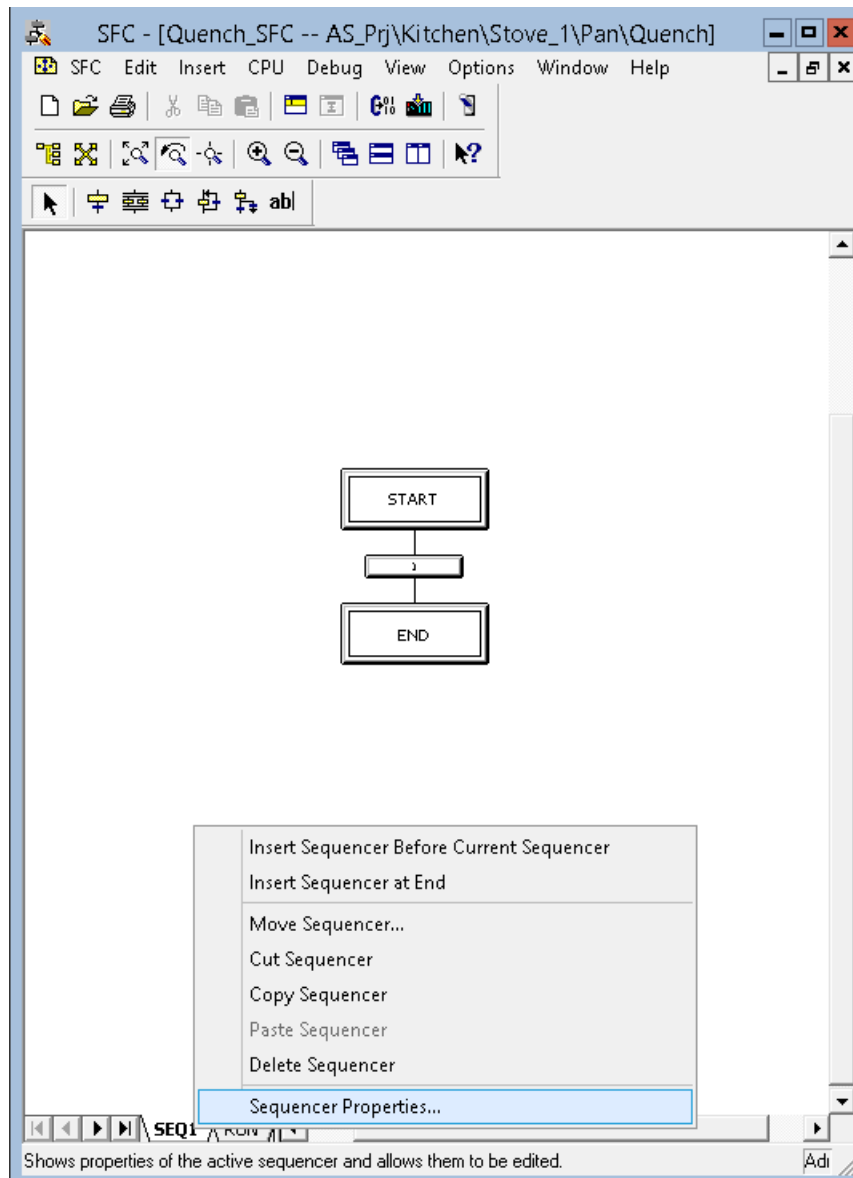 SFC - [Quench_SFC -- AS_Prj\Kitchen\Stove_1\Pan\Quench]
SFC Edit Insert CPU Debug View Options Window Help
ab|
START
1
END
Insert Sequencer Before Current Sequencer
Insert Sequencer at End
Move Sequencer...
Cut Sequencer
Copy Sequencer
Paste Sequencer
Delete Sequencer
Sequencer Properties...
SEQ1 RUN
Shows properties of the active sequencer and allows them to be edited.